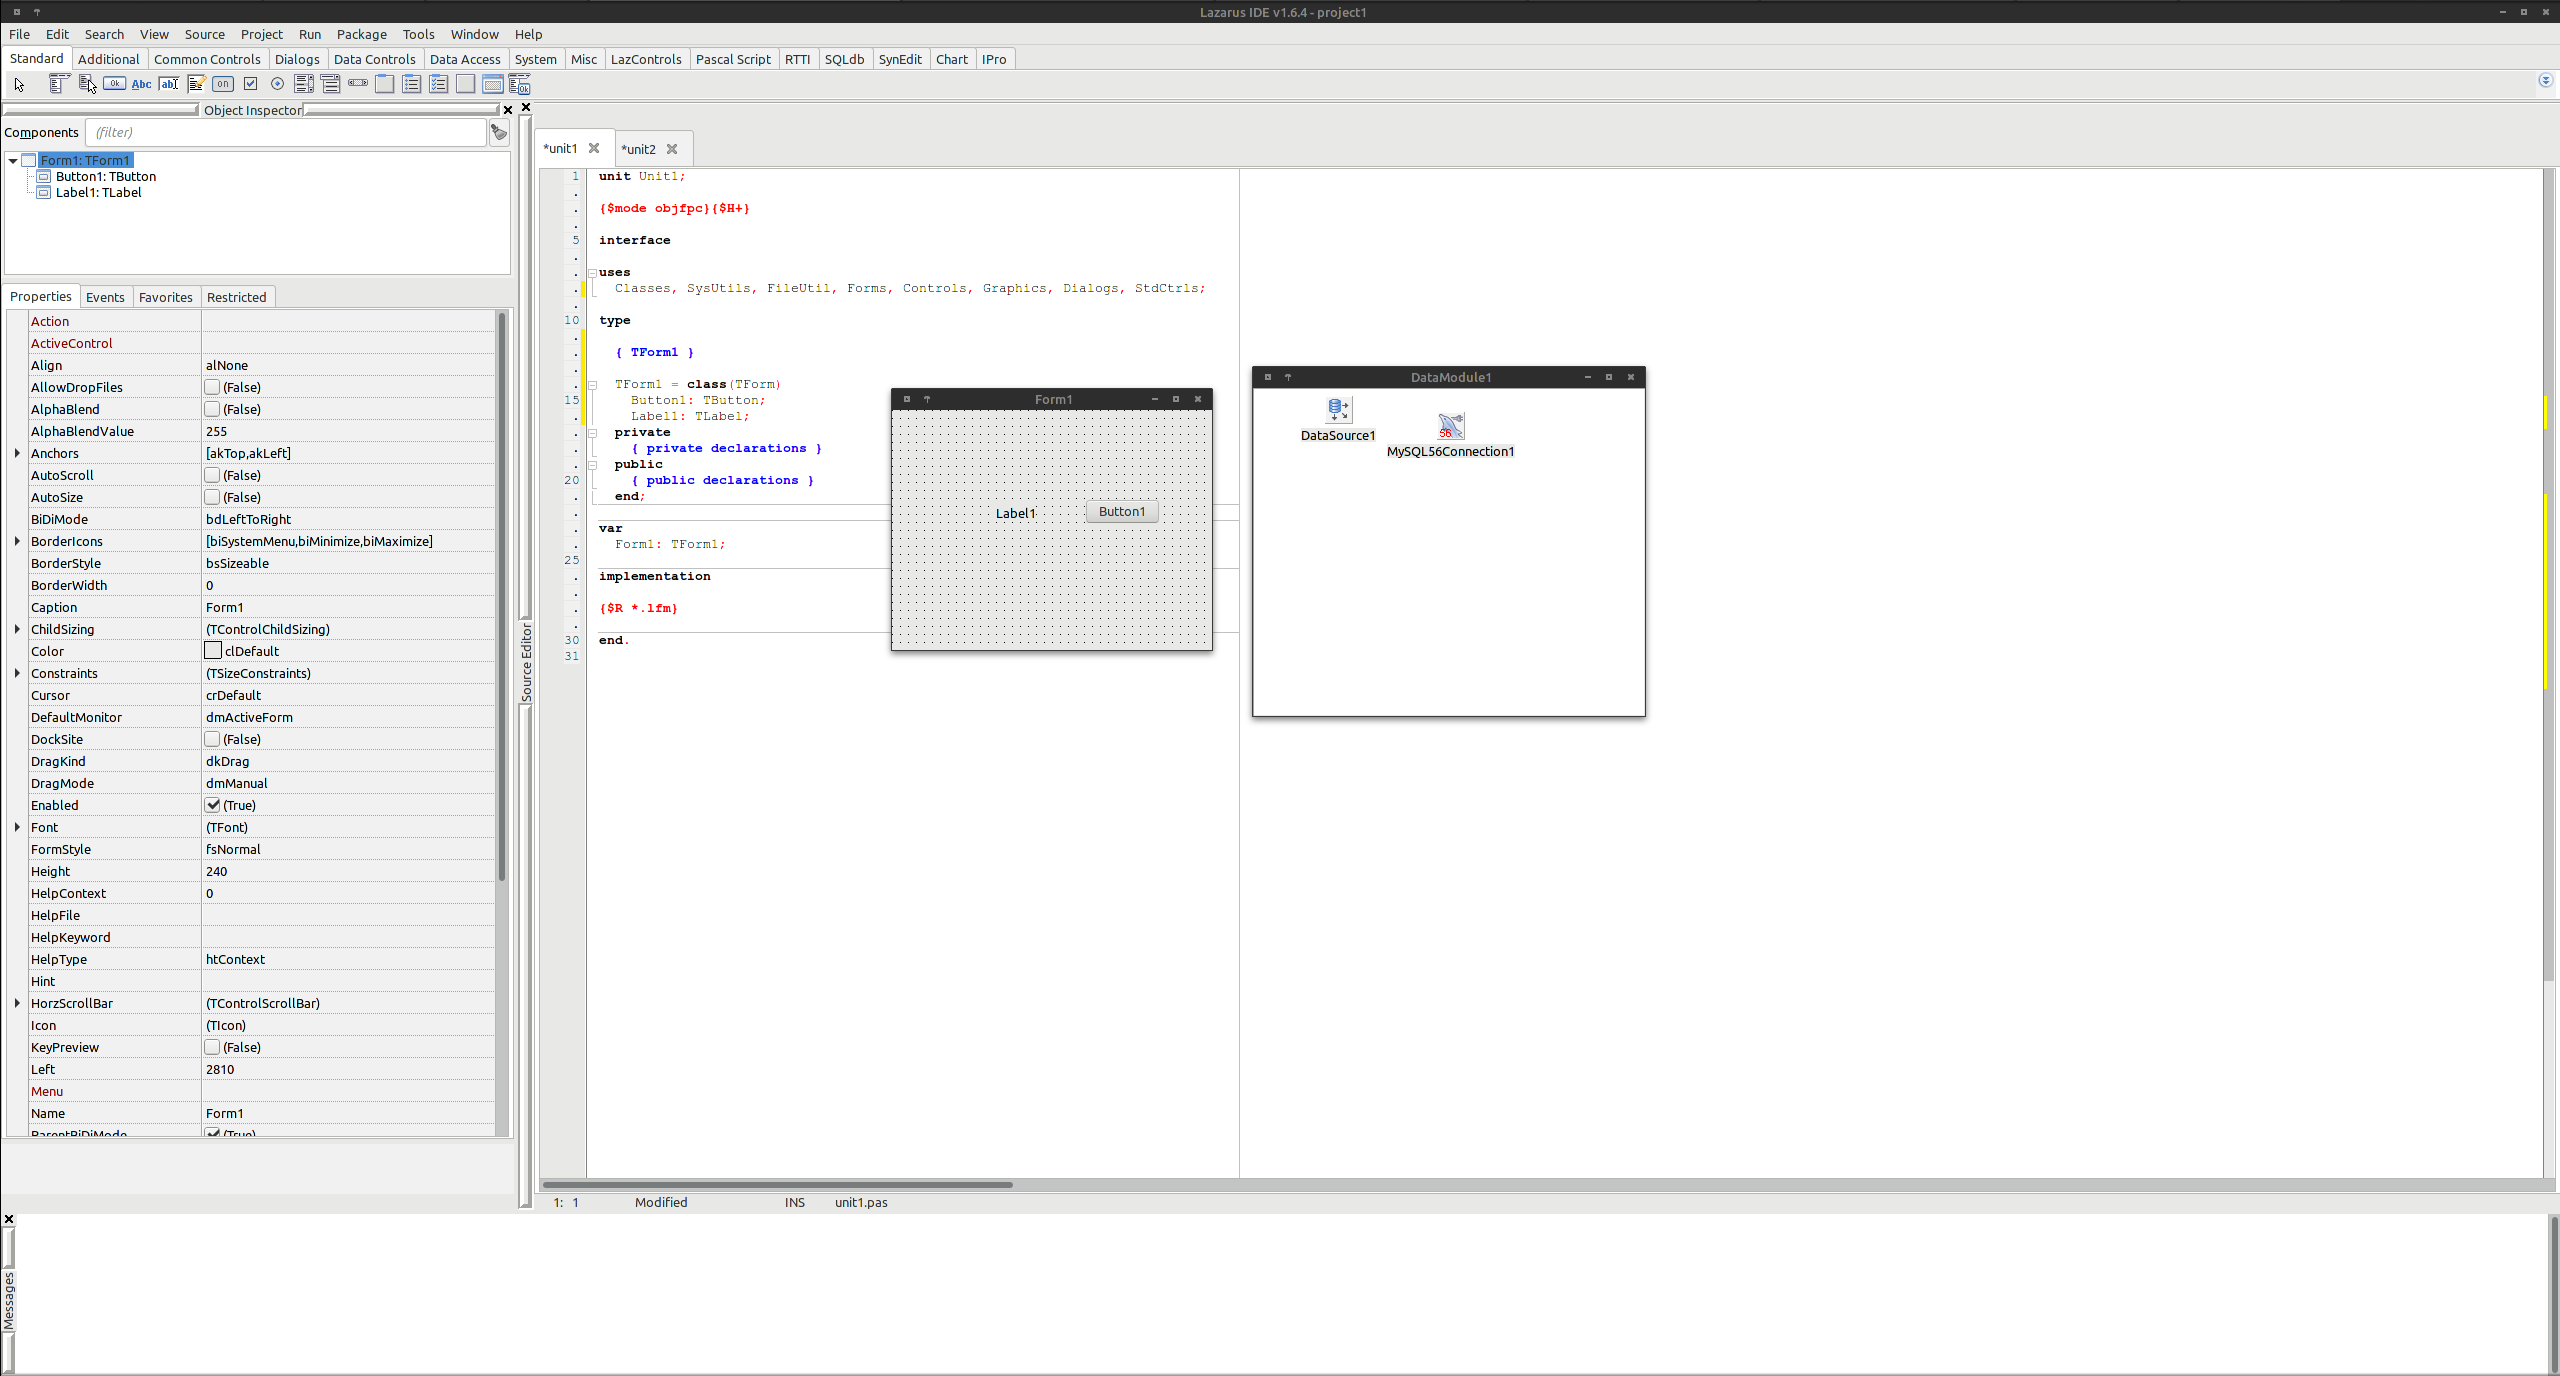 Lazarus IDE v1.6.4 - project1
File Edit Search View Source Project Run Package Tools Window Help
Standard Additional Common Controls Dialogs Data Controls Data Access System Misc LazControls Pascal Script RTTI SQLdb SynEdit Chart IPro
Ok Abc abI on Ok
Object Inspector
Components (filter)
Form1: TForm1
Button1: TButton
Label1: TLabel
Properties Events Favorites Restricted
Action
ActiveControl
Align alNone
AllowDropFiles (False)
AlphaBlend (False)
AlphaBlendValue 255
Anchors [akTop,akLeft]
AutoScroll (False)
AutoSize (False)
BiDiMode bdLeftToRight
BorderIcons [biSystemMenu,biMinimize,biMaximize]
BorderStyle bsSizeable
BorderWidth 0
Caption Form1
ChildSizing (TControlChildSizing)
Color clDefault
Constraints (TSizeConstraints)
Cursor crDefault
DefaultMonitor dmActiveForm
DockSite (False)
DragKind dkDrag
DragMode dmManual
Enabled (True)
Font (TFont)
FormStyle fsNormal
Height 240
HelpContext 0
HelpFile
HelpKeyword
HelpType htContext
Hint
HorzScrollBar (TControlScrollBar)
Icon (TIcon)
KeyPreview (False)
Left 2810
Menu
Name Form1
ParentBiDiMode (True)
Source Editor
*unit1 *unit2
1 unit Unit1;
{$mode objfpc}{$H+}
5 interface
uses
Classes, SysUtils, FileUtil, Forms, Controls, Graphics, Dialogs, StdCtrls;
10 type
{ TForm1 }
TForm1 = class(TForm)
15 Button1: TButton;
Label1: TLabel;
private
{ private declarations }
public
20 { public declarations }
end;
var
Form1: TForm1;
25
implementation
{$R *.lfm}
30 end.
31
Form1
Label1 Button1
DataModule1
DataSource1
56
MySQL56Connection1
1: 1 Modified INS unit1.pas
Messages